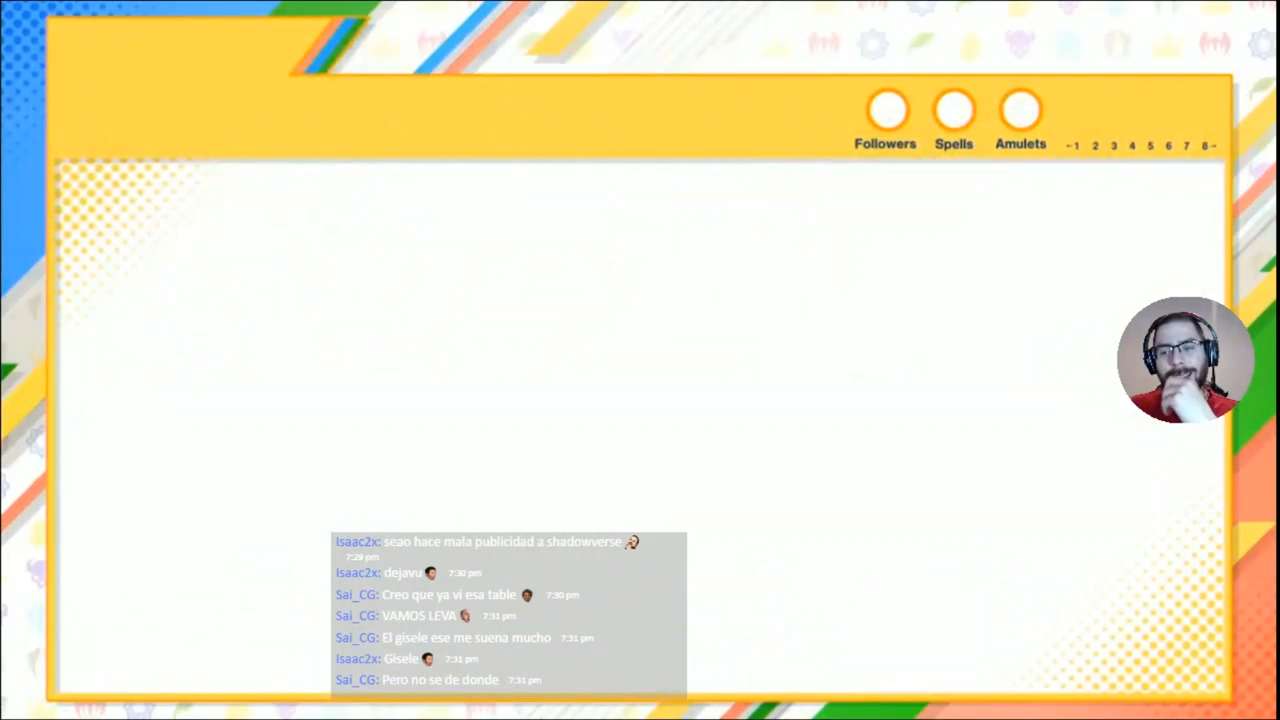 Followers Spells Amulets ←1 2 3 4 5 6 7 8→
Isaac2x: seao hace mala publicidad a shadowverse
7:29 pm
Isaac2x: dejavu 7:30 pm
Sai_CG: Creo que ya vi esa table 7:30 pm
Sai_CG: VAMOS LEVA 7:31 pm
Sai_CG: El gisele ese me suena mucho 7:31 pm
Isaac2x: Gisele 7:31 pm
Sai_CG: Pero no se de donde 7:31 pm